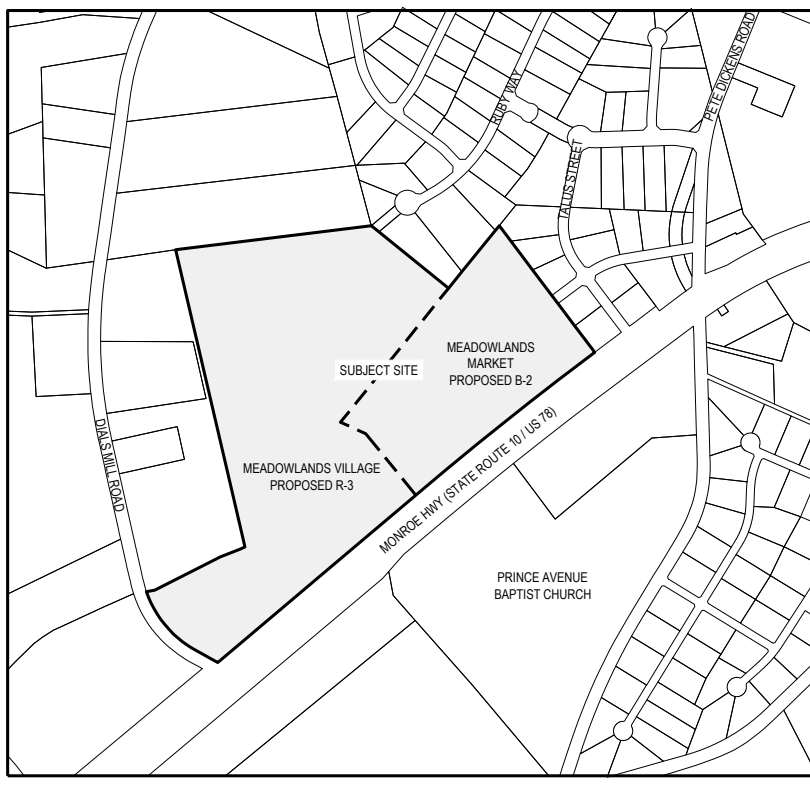 PETE DICKENS ROAD
RUBY WAY
TALUS STREET
MEADOWLANDS
MARKET
PROPOSED B-2
SUBJECT SITE
DIALS MILL ROAD
MEADOWLANDS VILLAGE
PROPOSED R-3
MONROE HWY (STATE ROUTE 10 / US 78)
PRINCE AVENUE
BAPTIST CHURCH